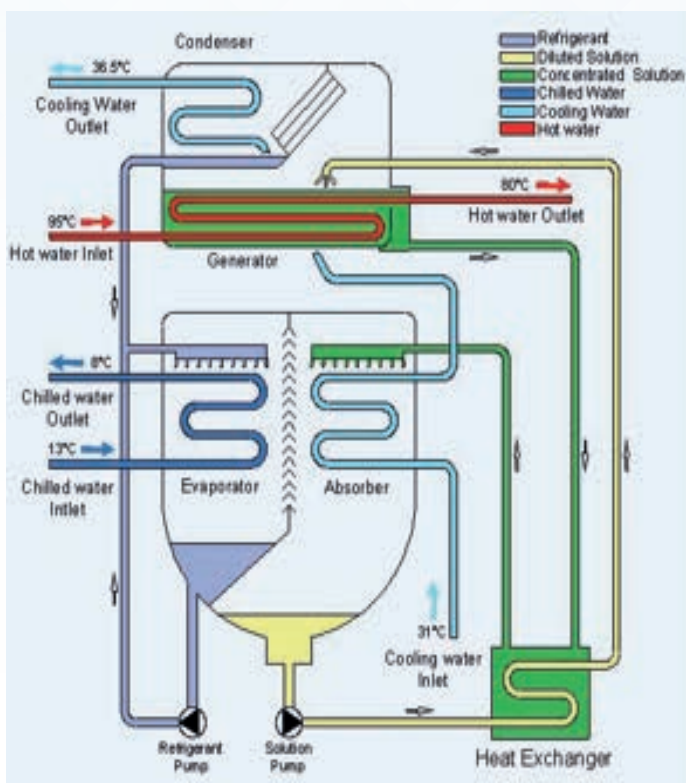 Condenser
36.5°C
Cooling Water
Outlet
Refrigerant
Diluted Solution
Concentrated Solution
Chilled Water
Cooling Water
Hot water
80°C
Hot water Outlet
95°C
Hot water Inlet
Generator
8°C
Chilled water
Outlet
13°C
Chilled water
Intlet
Evaporator
Absorber
31°C
Cooling water
Inlet
Refrigerant
Pump
Solution
Pump
Heat Exchanger